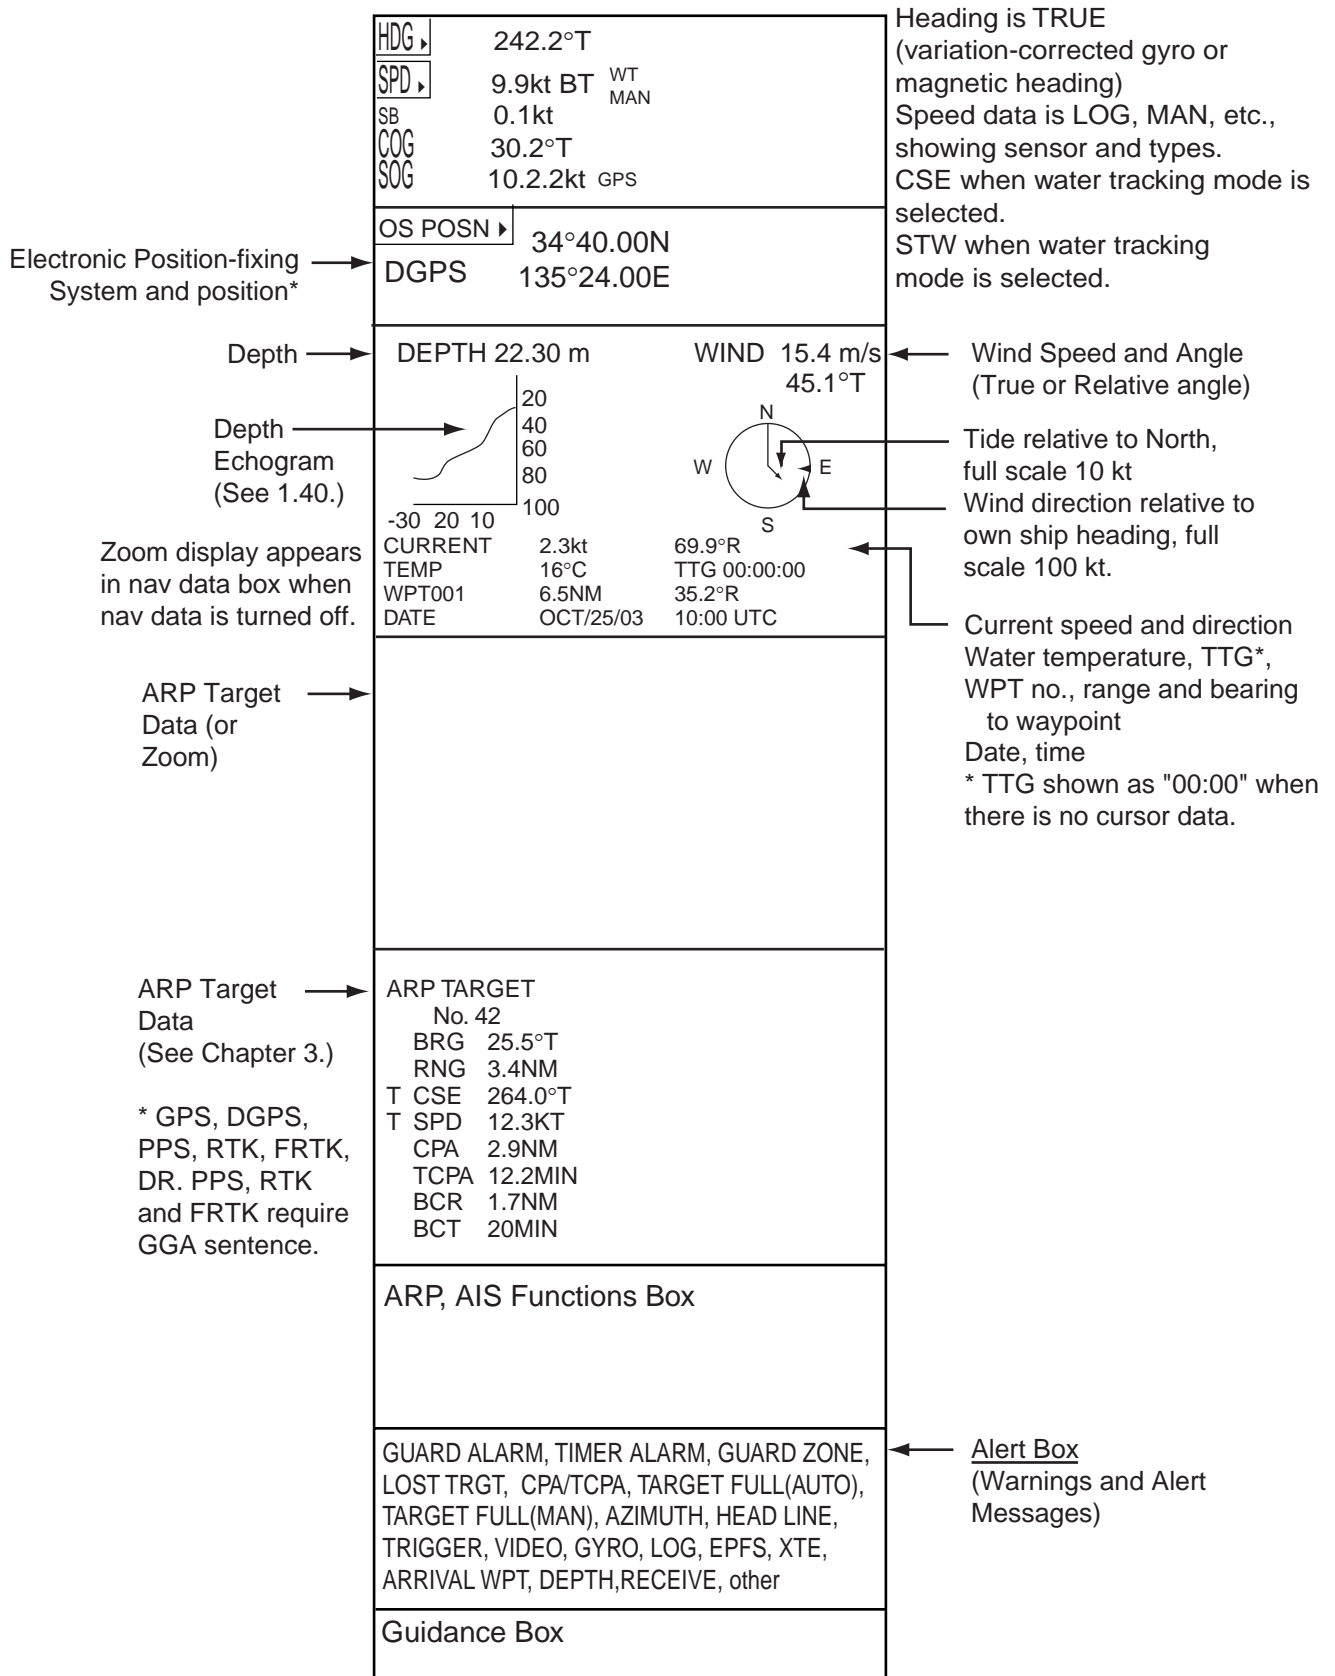 HDG ▸ 242.2°T
SPD ▸ 9.9kt BT WT
MAN
SB 0.1kt
COG 30.2°T
SOG 10.2.2kt GPS
Heading is TRUE
(variation-corrected gyro or
magnetic heading)
Speed data is LOG, MAN, etc.,
showing sensor and types.
CSE when water tracking mode is
selected.
STW when water tracking
mode is selected.
Electronic Position-fixing
System and position*
OS POSN ▸ 34°40.00N
DGPS 135°24.00E
Depth
DEPTH 22.30 m
WIND 15.4 m/s
45.1°T
Wind Speed and Angle
(True or Relative angle)
Depth
Echogram
(See 1.40.)
20
40
60
80
100
-30 20 10
N
W E
S
Tide relative to North,
full scale 10 kt
Wind direction relative to
own ship heading, full
scale 100 kt.
Zoom display appears
in nav data box when
nav data is turned off.
CURRENT 2.3kt 69.9°R
TEMP 16°C TTG 00:00:00
WPT001 6.5NM 35.2°R
DATE OCT/25/03 10:00 UTC
Current speed and direction
Water temperature, TTG*,
WPT no., range and bearing
to waypoint
Date, time
* TTG shown as "00:00" when
there is no cursor data.
ARP Target
Data (or
Zoom)
ARP Target
Data
(See Chapter 3.)
* GPS, DGPS,
PPS, RTK, FRTK,
DR. PPS, RTK
and FRTK require
GGA sentence.
ARP TARGET
No. 42
BRG 25.5°T
RNG 3.4NM
T CSE 264.0°T
T SPD 12.3KT
CPA 2.9NM
TCPA 12.2MIN
BCR 1.7NM
BCT 20MIN
ARP, AIS Functions Box
GUARD ALARM, TIMER ALARM, GUARD ZONE,
LOST TRGT, CPA/TCPA, TARGET FULL(AUTO),
TARGET FULL(MAN), AZIMUTH, HEAD LINE,
TRIGGER, VIDEO, GYRO, LOG, EPFS, XTE,
ARRIVAL WPT, DEPTH,RECEIVE, other
Alert Box
(Warnings and Alert
Messages)
Guidance Box